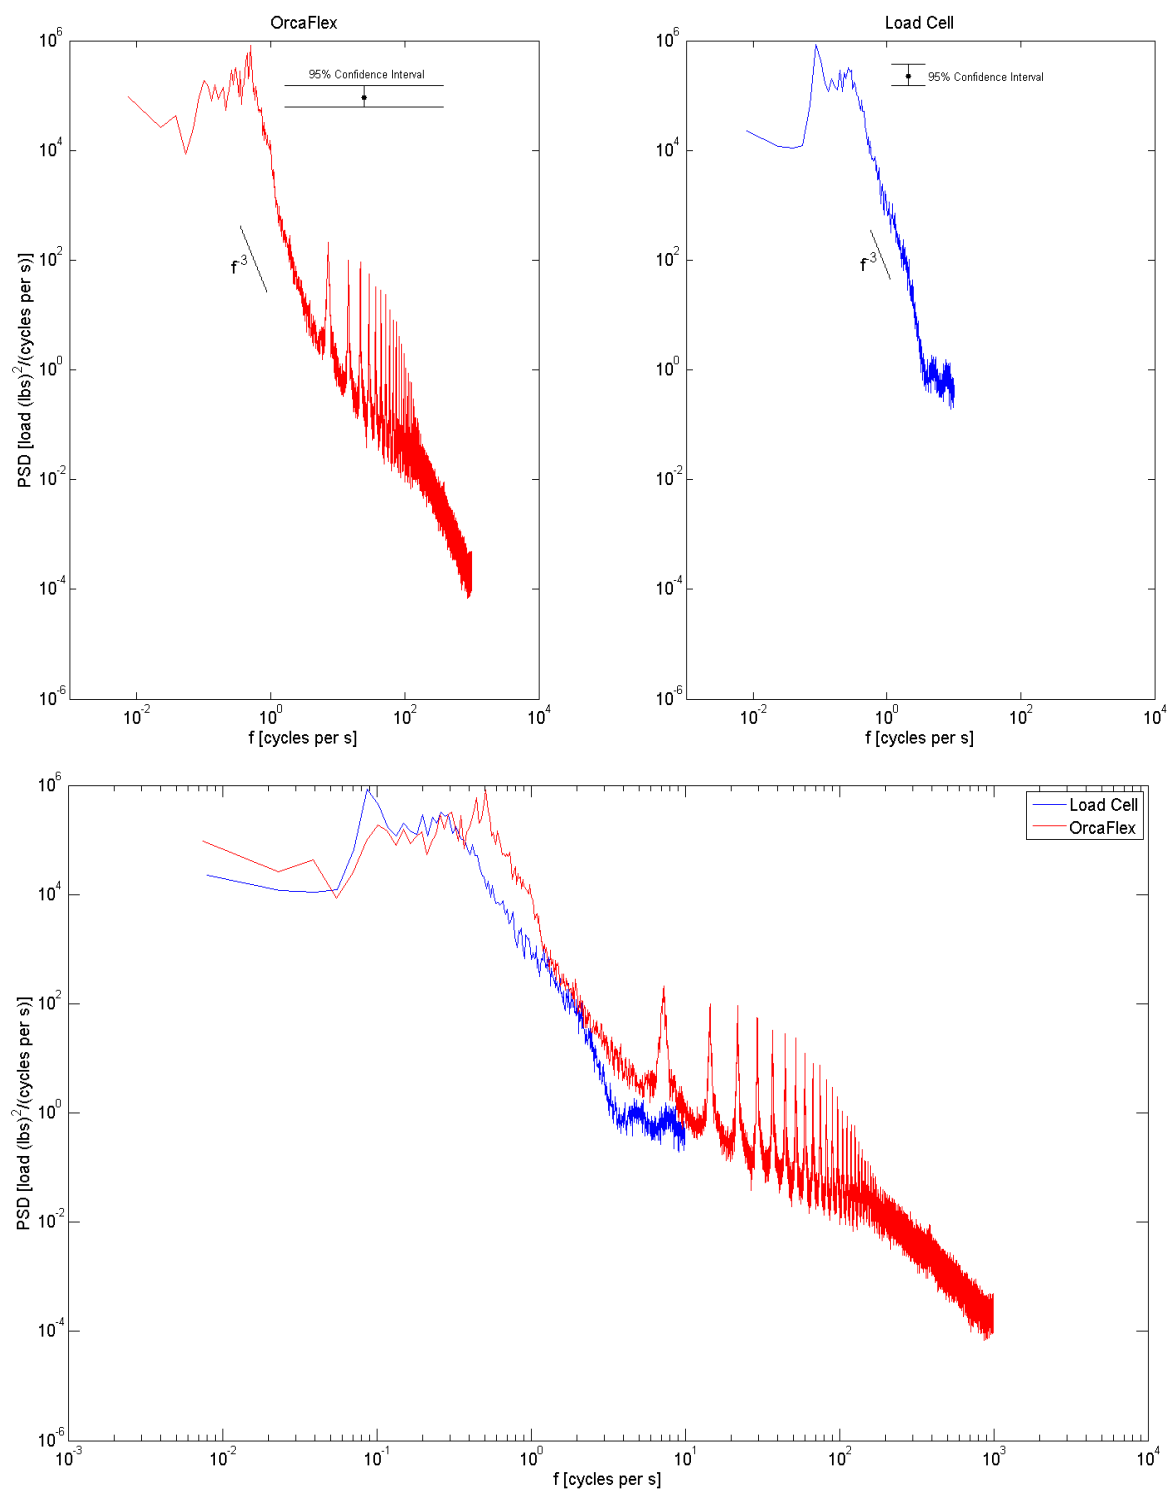 OrcaFlex
Load Cell
10^6
10^4
10^2
10^0
10^-2
10^-4
10^-6
PSD [load (lbs)^2/(cycles per s)]
95% Confidence Interval
f^-3
10^-2
10^0
10^2
10^4
f [cycles per s]
10^6
10^4
10^2
10^0
10^-2
10^-4
10^-6
95% Confidence Interval
f^-3
10^-2
10^0
10^2
10^4
f [cycles per s]
10^6
10^4
10^2
10^0
10^-2
10^-4
10^-6
PSD [load (lbs)^2/(cycles per s)]
Load Cell
OrcaFlex
10^-3
10^-2
10^-1
10^0
10^1
10^2
10^3
10^4
f [cycles per s]